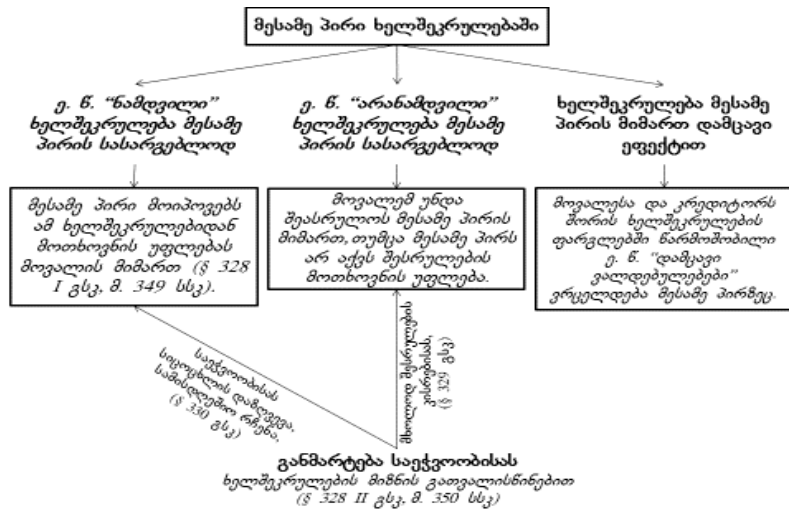 მესამე პირი ხელშეკრულებაში
ე. წ. “ნამდვილი”
ხელშეკრულება მესამე
პირის სასარგებლოდ
ე. წ. “არანამდვილი”
ხელშეკრულება მესამე
პირის სასარგებლოდ
ხელშეკრულება მესამე
პირის მიმართ დამცავი
ეფექტით
მესამე პირი მოიპოვებს
ამ ხელშეკრულებიდან
მოთხოვნის უფლებას
მოვალის მიმართ (§ 328
I გსკ, მ. 349 სსკ).
მოვალემ უნდა
შეასრულოს მესამე პირის
მიმართ, თუმცა მესამე პირს
არ აქვს შესრულების
მოთხოვნის უფლება.
მოვალესა და კრედიტორს
შორის ხელშეკრულების
ფარგლებში წარმოშობილი
ე. წ. “დამცავი
ვალდებულებები”
ვრცელდება მესამე პირზეც.
საეჭვოობისას
სიცოცხლის დაზღვევა,
სამისდღეშიო რჩენა,
(§ 330 გსკ)
მხოლოდ შესრულების
კისრებისას,
(§ 329 გსკ)
განმარტება საეჭვოობისას
ხელშეკრულების მიზნის გათვალისწინებით
(§ 328 II გსკ, მ. 350 სსკ)